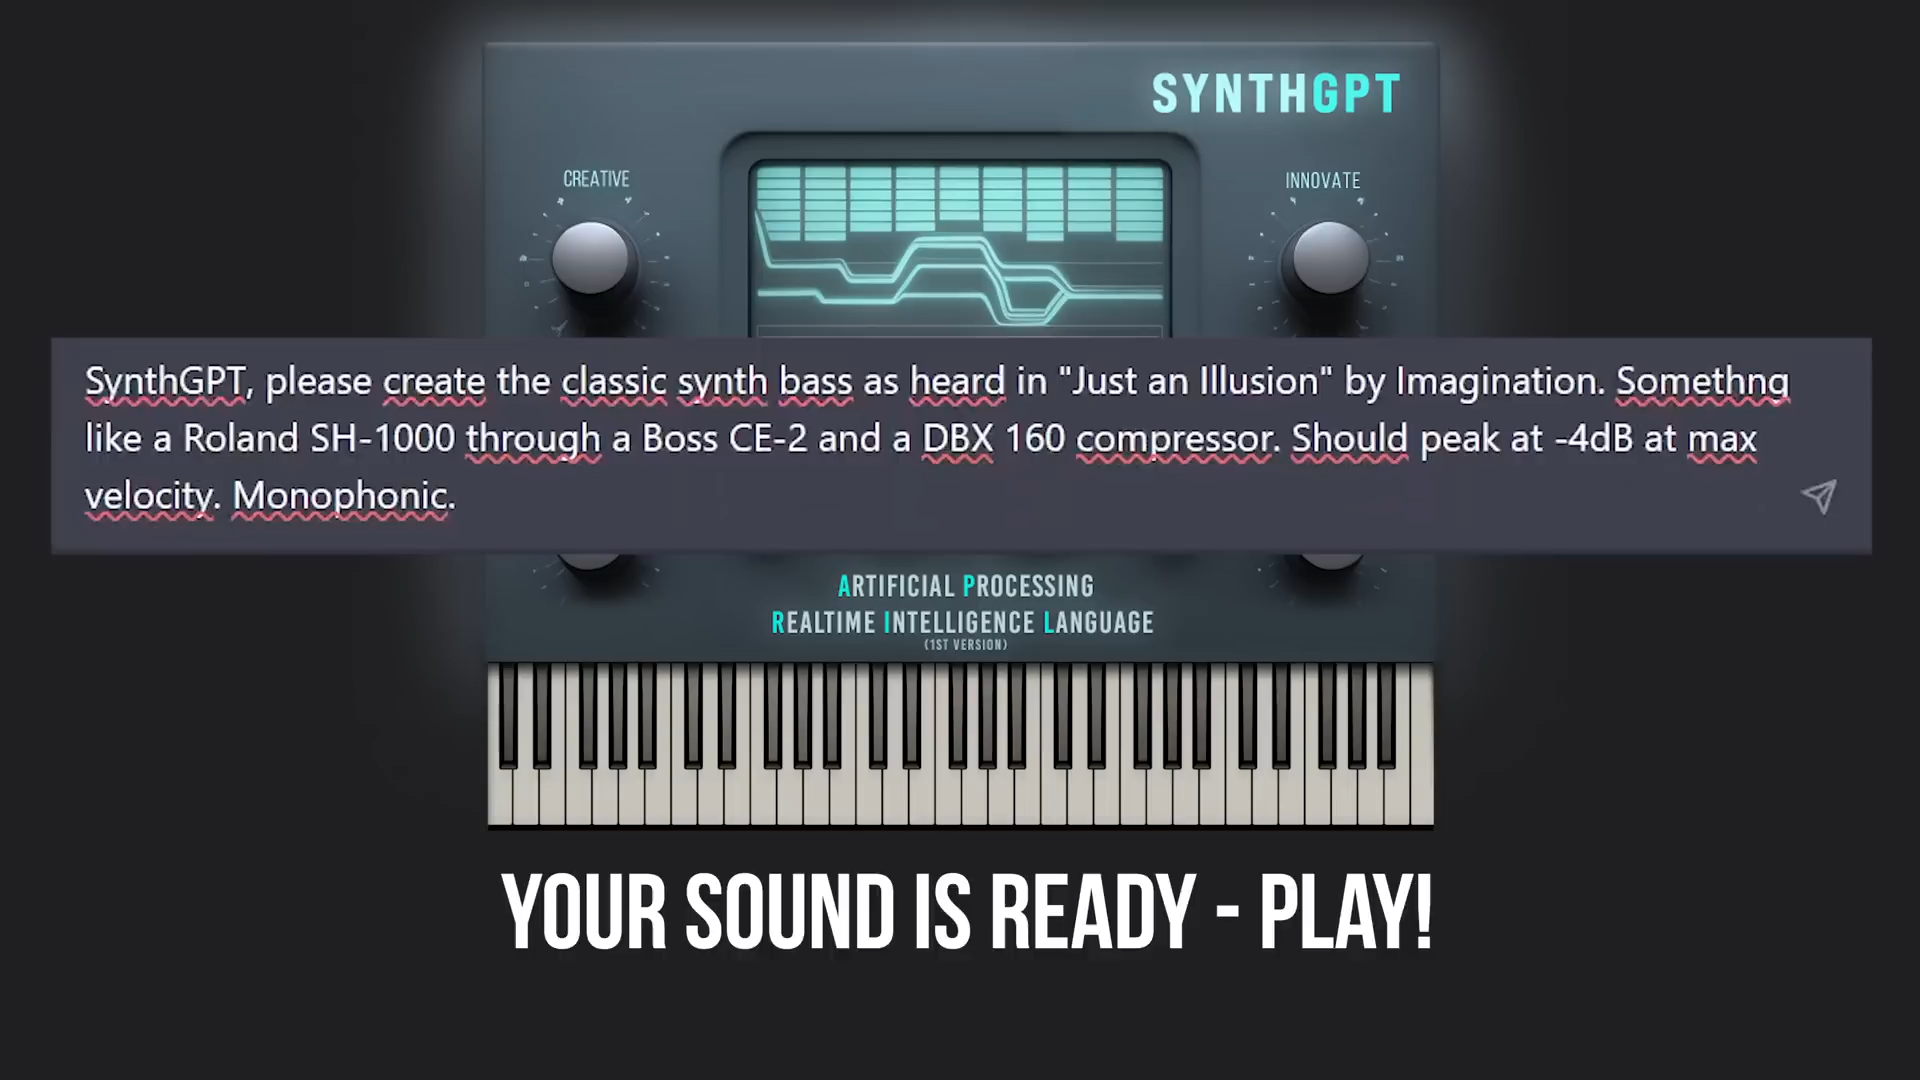 SYNTHGPT
CREATIVE
INNOVATE
SynthGPT, please create the classic synth bass as heard in "Just an Illusion" by Imagination. Somethng
like a Roland SH-1000 through a Boss CE-2 and a DBX 160 compressor. Should peak at -4dB at max
velocity. Monophonic.
ARTIFICIAL PROCESSING
REALTIME INTELLIGENCE LANGUAGE
(1ST VERSION)
YOUR SOUND IS READY - PLAY!